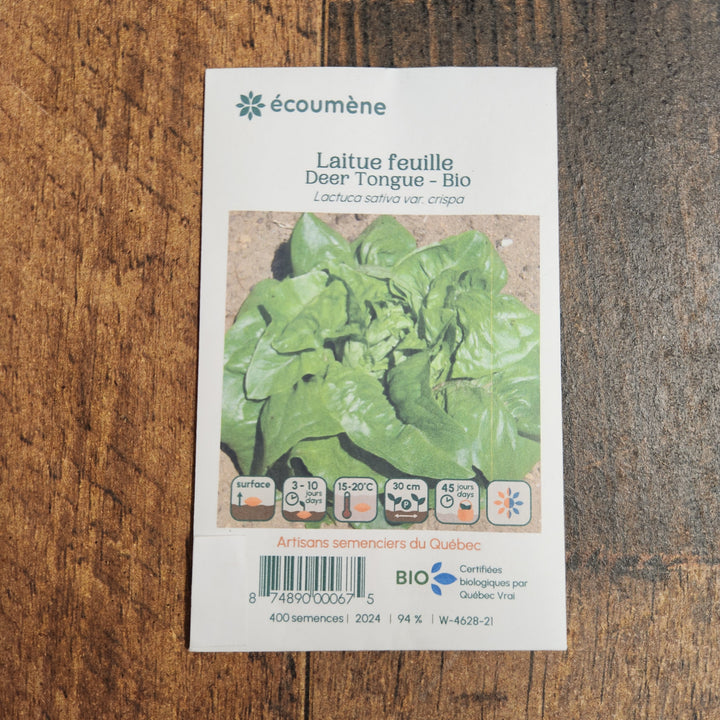 écoumène
Laitue feuille
Deer Tongue - Bio
Lactuca sativa var. crispa
surface
3 - 10 jours days
15-20°C
30 cm
P
45 jours days
Artisans semenciers du Québec
8 74890 00067 5
BIO
Certifiées
biologiques par
Québec Vrai
400 semences | 2024 | 94 % | W-4628-21